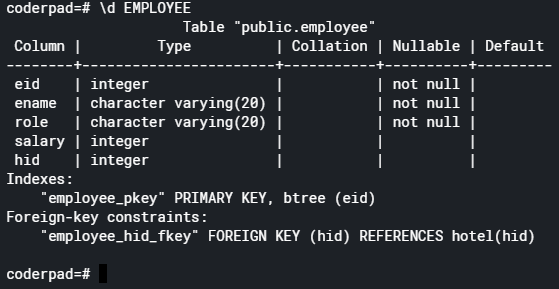 coderpad=# \d EMPLOYEE
                      Table "public.employee"
 Column |         Type          | Collation | Nullable | Default
--------+-----------------------+-----------+----------+---------
 eid    | integer               |           | not null |
 ename  | character varying(20) |           | not null |
 role   | character varying(20) |           | not null |
 salary | integer               |           |          |
 hid    | integer               |           |          |
Indexes:
    "employee_pkey" PRIMARY KEY, btree (eid)
Foreign-key constraints:
    "employee_hid_fkey" FOREIGN KEY (hid) REFERENCES hotel(hid)
coderpad=#